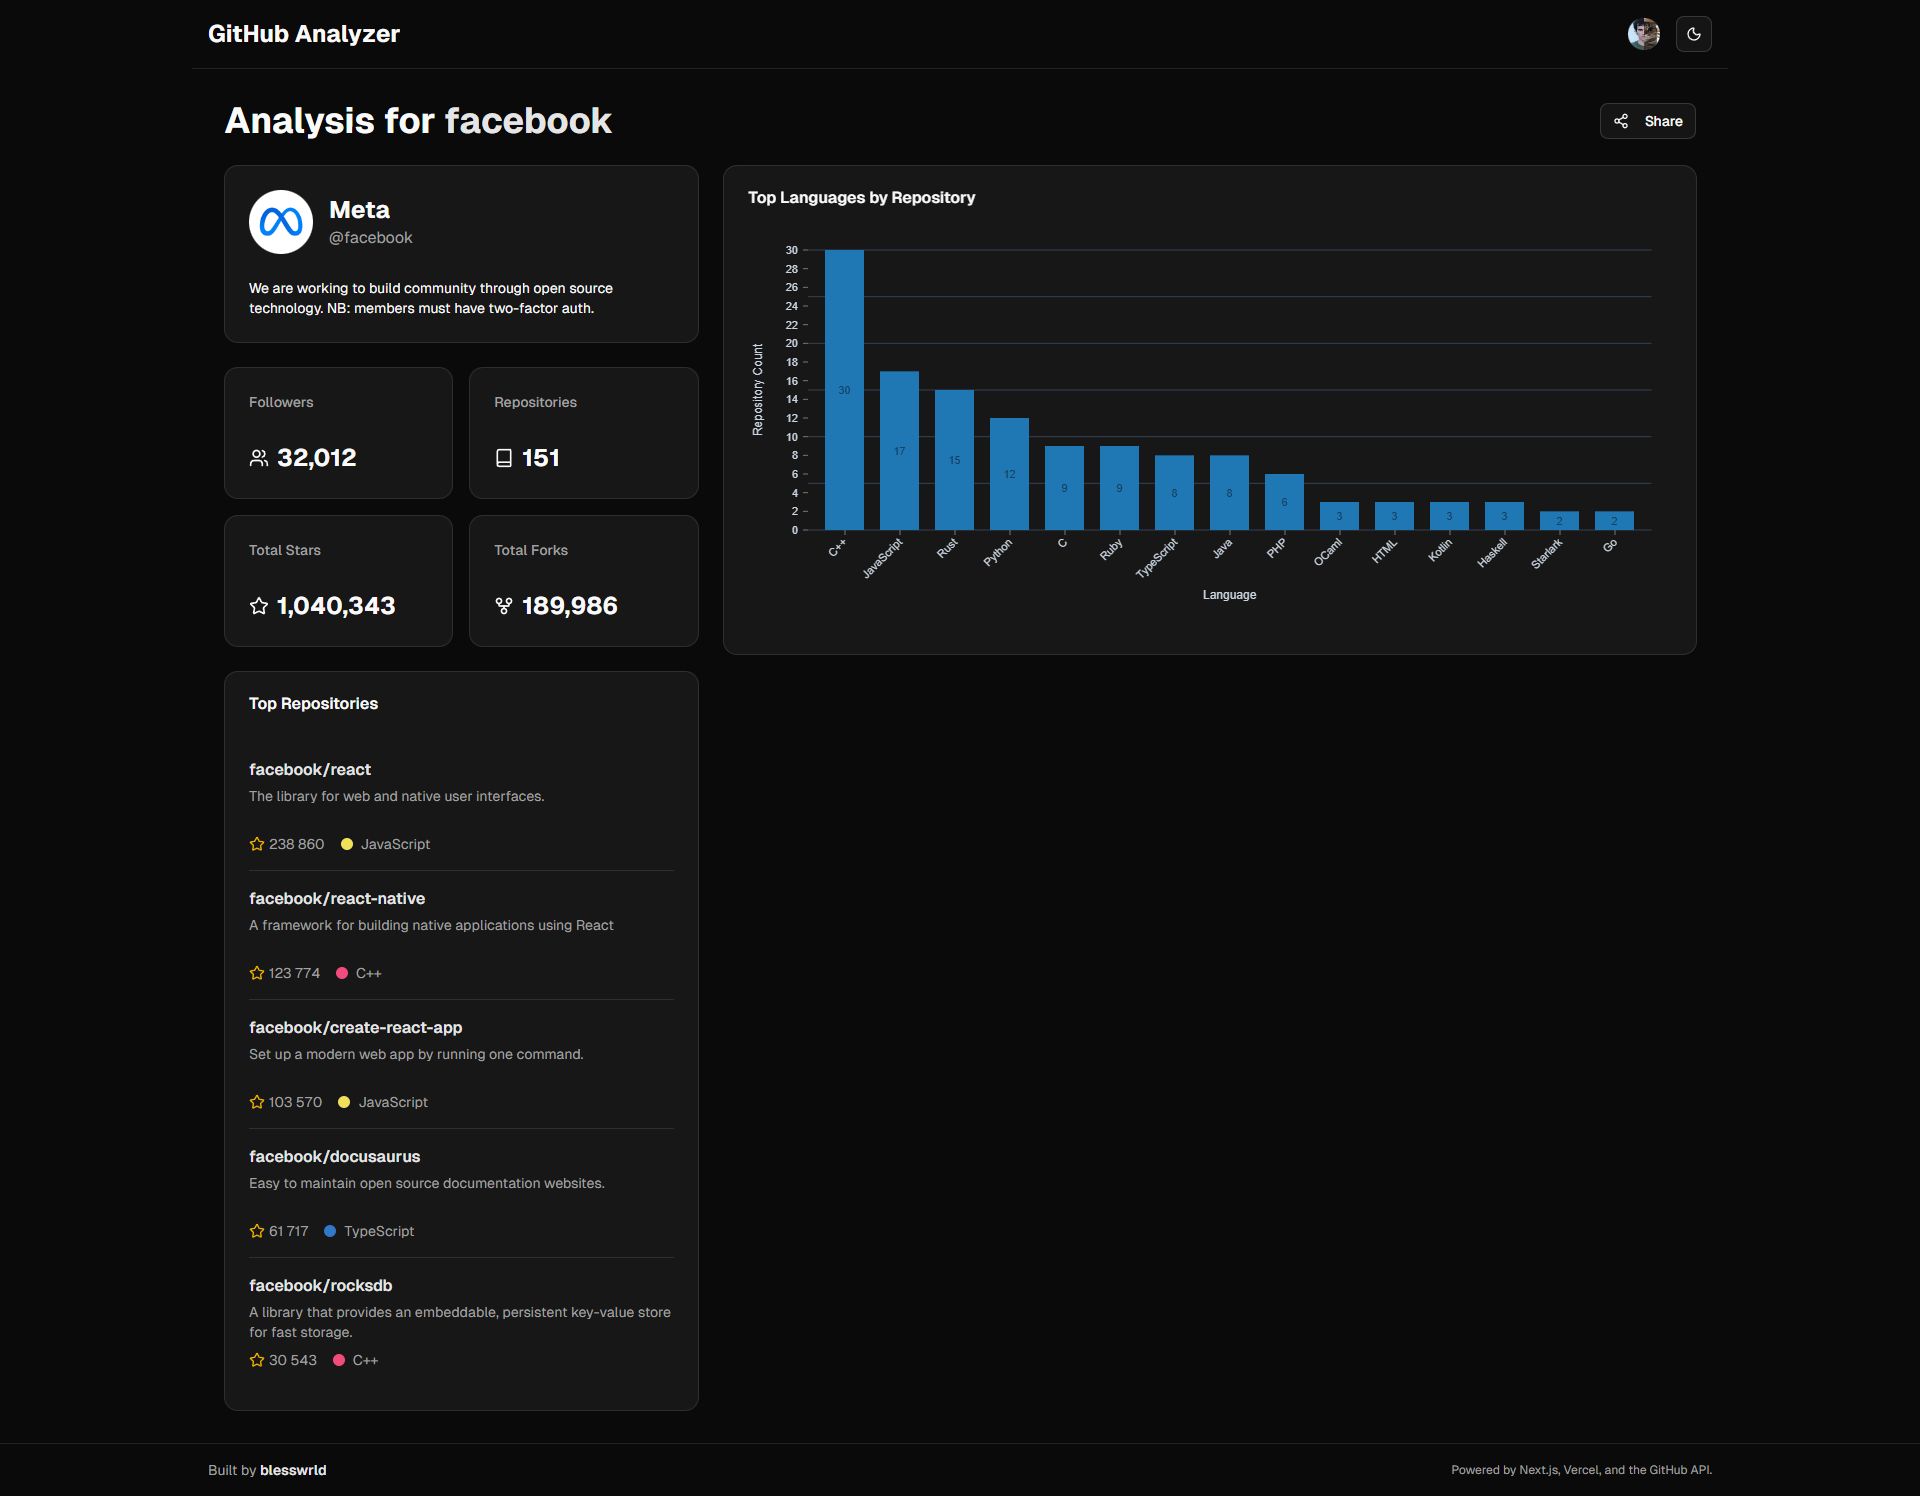 GitHub Analyzer
Analysis for facebook
Share
Meta
@facebook
We are working to build community through open source
technology. NB: members must have two-factor auth.
Followers
32,012
Repositories
151
Total Stars
1,040,343
Total Forks
189,986
Top Languages by Repository
Repository Count
30
28
26
24
22
20
18
16
14
12
10
8
6
4
2
0
30
17
15
12
9
9
8
8
6
3
3
3
3
2
2
C++
JavaScript
Rust
Python
C
Ruby
TypeScript
Java
PHP
OCaml
HTML
Kotlin
Haskell
Starlark
Go
Language
Top Repositories
facebook/react
The library for web and native user interfaces.
238 860 JavaScript
facebook/react-native
A framework for building native applications using React
123 774 C++
facebook/create-react-app
Set up a modern web app by running one command.
103 570 JavaScript
facebook/docusaurus
Easy to maintain open source documentation websites.
61 717 TypeScript
facebook/rocksdb
A library that provides an embeddable, persistent key-value store
for fast storage.
30 543 C++
Built by blesswrld
Powered by Next.js, Vercel, and the GitHub API.